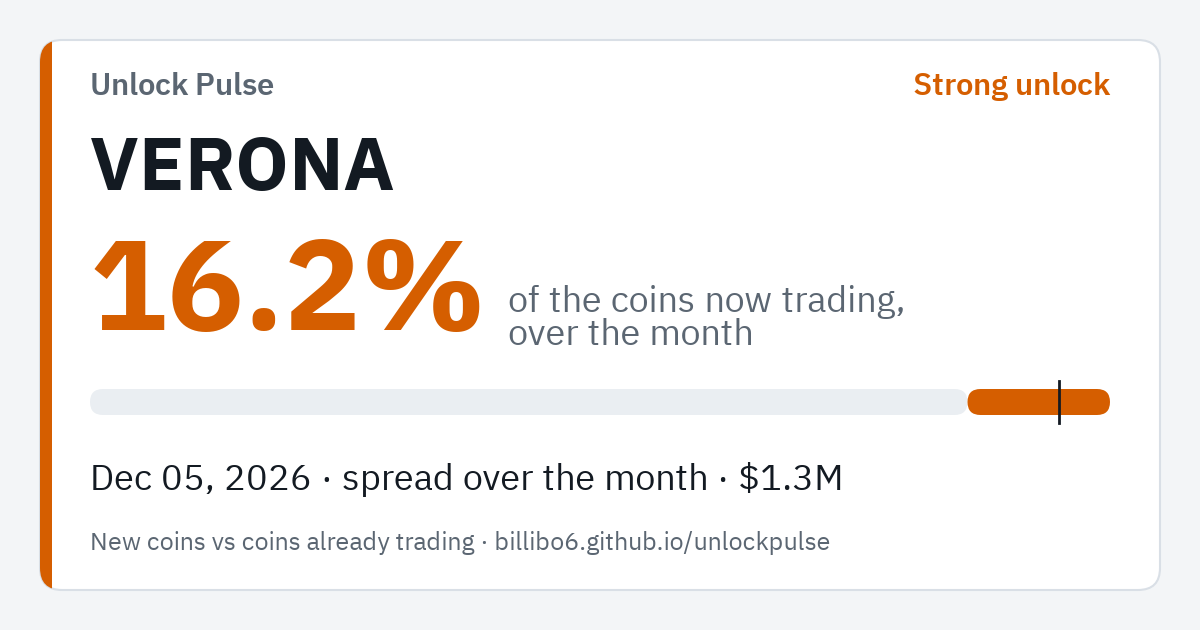 Unlock Pulse
Strong unlock
VERONA
16.2%
of the coins now trading,
over the month
Dec 05, 2026 · spread over the month · $1.3M
New coins vs coins already trading · billibo6.github.io/unlockpulse